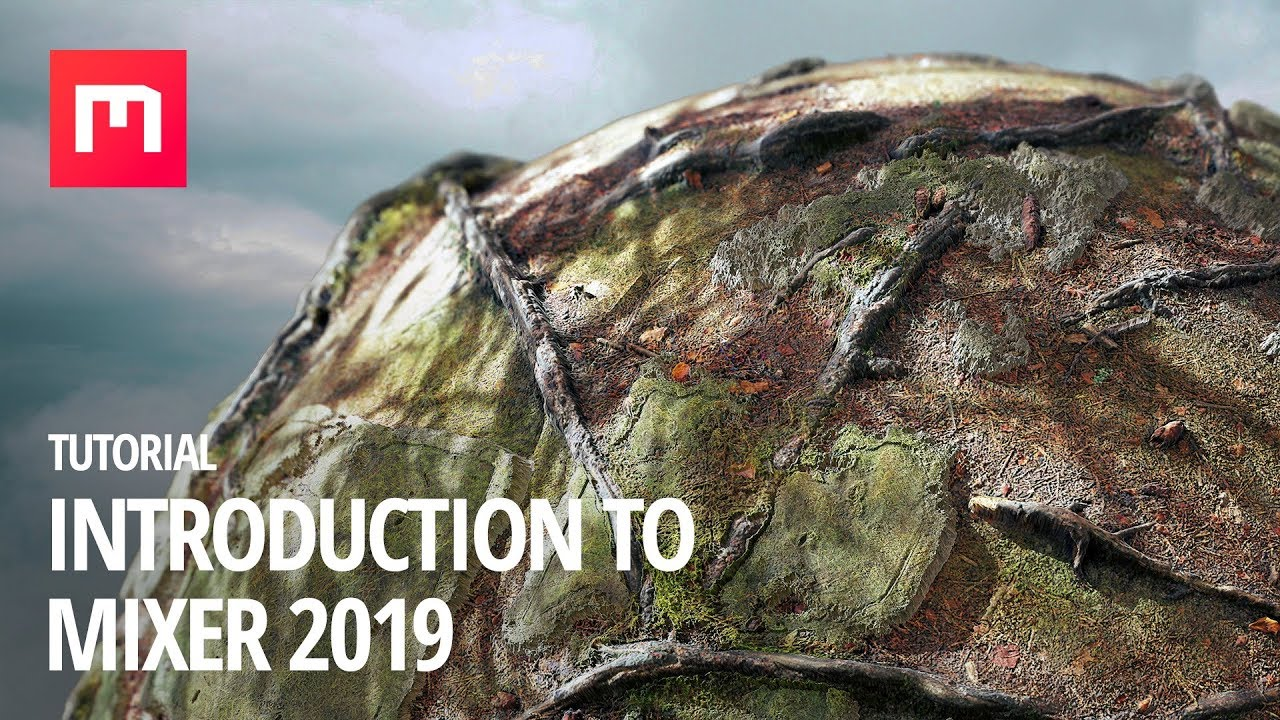 m
TUTORIAL
INTRODUCTION TO
MIXER 2019